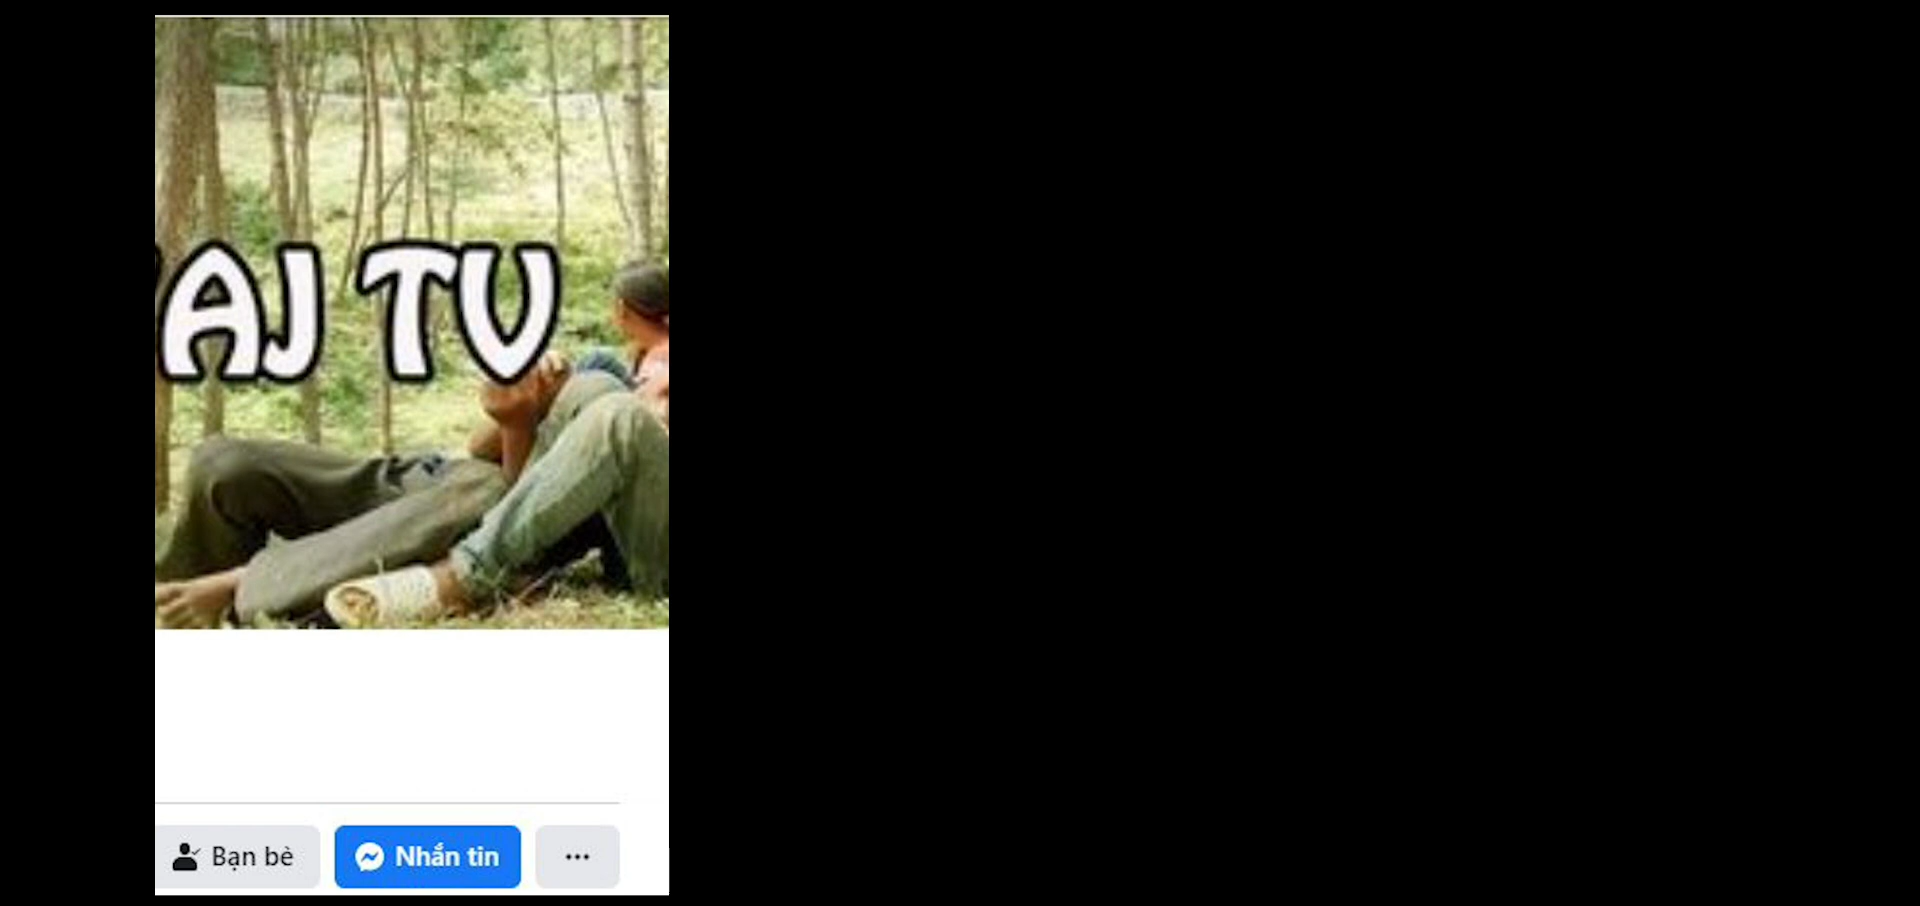 AJ TV
Bạn bè
Nhắn tin